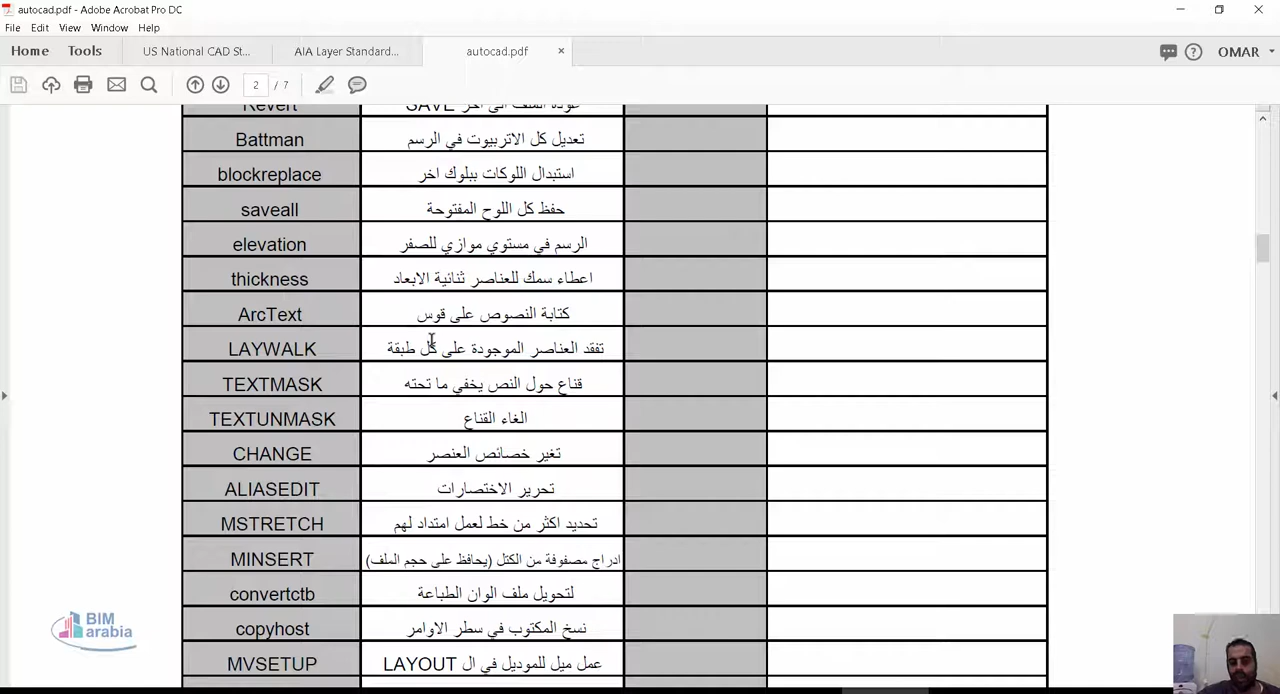 autocad.pdf - Adobe Acrobat Pro DC
File Edit View Window Help
Home Tools US National CAD St... AIA Layer Standard... autocad.pdf × OMAR
2 / 7
Revert عودة الملف الى اخر SAVE
Battman تعديل كل الاتربيوت في الرسم
blockreplace استبدال اللوكات ببلوك اخر
saveall حفظ كل اللوح المفتوحة
elevation الرسم في مستوي موازي للصفر
thickness اعطاء سمك للعناصر ثنائية الابعاد
ArcText كتابة النصوص على قوس
LAYWALK تفقد العناصر الموجودة على كل طبقة
TEXTMASK قناع حول النص يخفي ما تحته
TEXTUNMASK الغاء القناع
CHANGE تغير خصائص العنصر
ALIASEDIT تحرير الاختصارات
MSTRETCH تحديد اكثر من خط لعمل امتداد لهم
MINSERT ادراج مصفوفة من الكتل (يحافظ على حجم الملف)
convertctb لتحويل ملف الوان الطباعة
copyhost نسخ المكتوب في سطر الاوامر
MVSETUP عمل ميل للموديل في ال LAYOUT
BIM
arabia